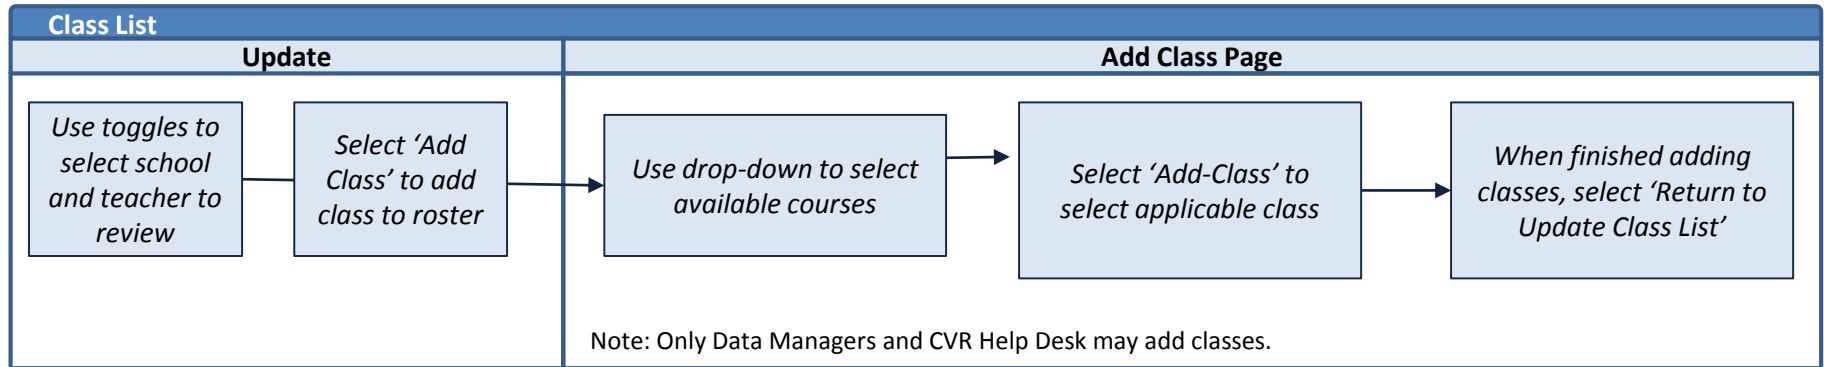 Class List
Update
Add Class Page
Use toggles to
select school
and teacher to
review
Select ‘Add
Class’ to add
class to roster
Use drop-down to select
available courses
Select ‘Add-Class’ to
select applicable class
When finished adding
classes, select ‘Return to
Update Class List’
Note: Only Data Managers and CVR Help Desk may add classes.